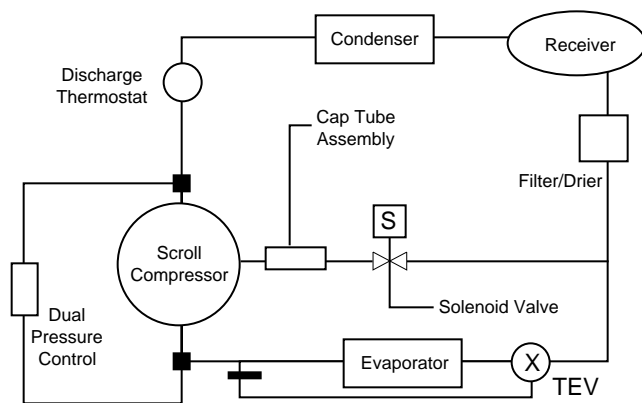 Condenser
Receiver
Discharge
Thermostat
Cap Tube
Assembly
Filter/Drier
S
Scroll
Compressor
Solenoid Valve
Dual
Pressure
Control
Evaporator
X
TEV